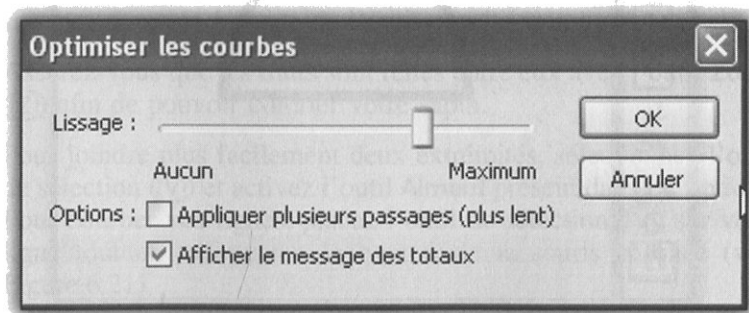 Optimiser les courbes
Lissage :
OK
Aucun
Maximum
Annuler
Options :
Appliquer plusieurs passages (plus lent)
Afficher le message des totaux